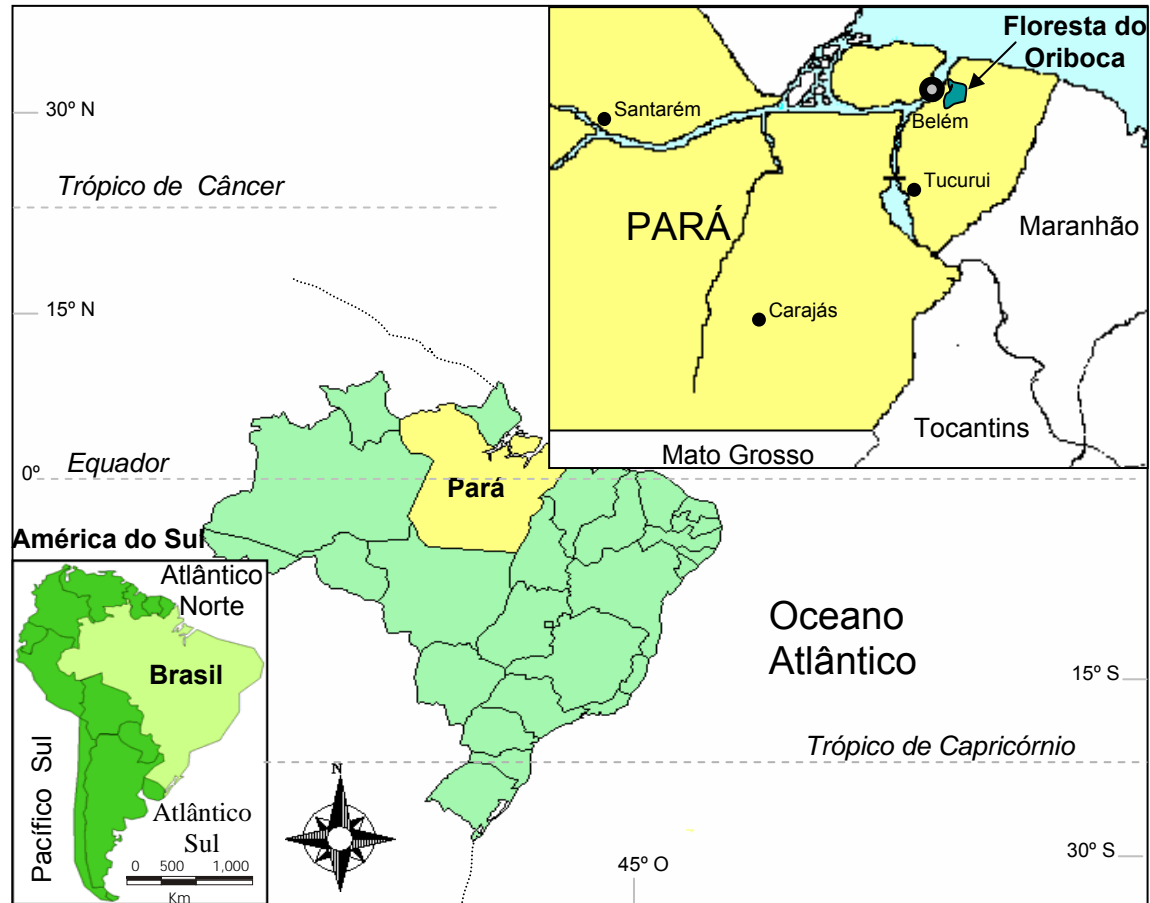 Floresta do
Oriboca
Santarém
Belém
Tucurui
PARÁ
Maranhão
Carajás
Tocantins
Mato Grosso
30º N
Trópico de Câncer
15º N
Equador
0º
Pará
América do Sul
Atlântico
Norte
Brasil
Pacífico Sul
Atlântico
Sul
0 500 1,000
Km
N
Oceano
Atlântico
15º S
Trópico de Capricórnio
45º O
30º S